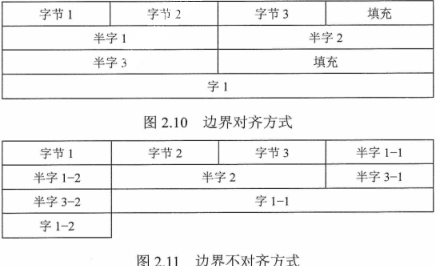 字节 1 字节 2 字节 3 填充
半字 1 半字 2
半字 3 填充
字 1
图 2.10 边界对齐方式
字节 1 字节 2 字节 3 半字 1-1
半字 1-2 半字 2 半字 3-1
半字 3-2 字 1-1
字 1-2
图 2.11 边界不对齐方式